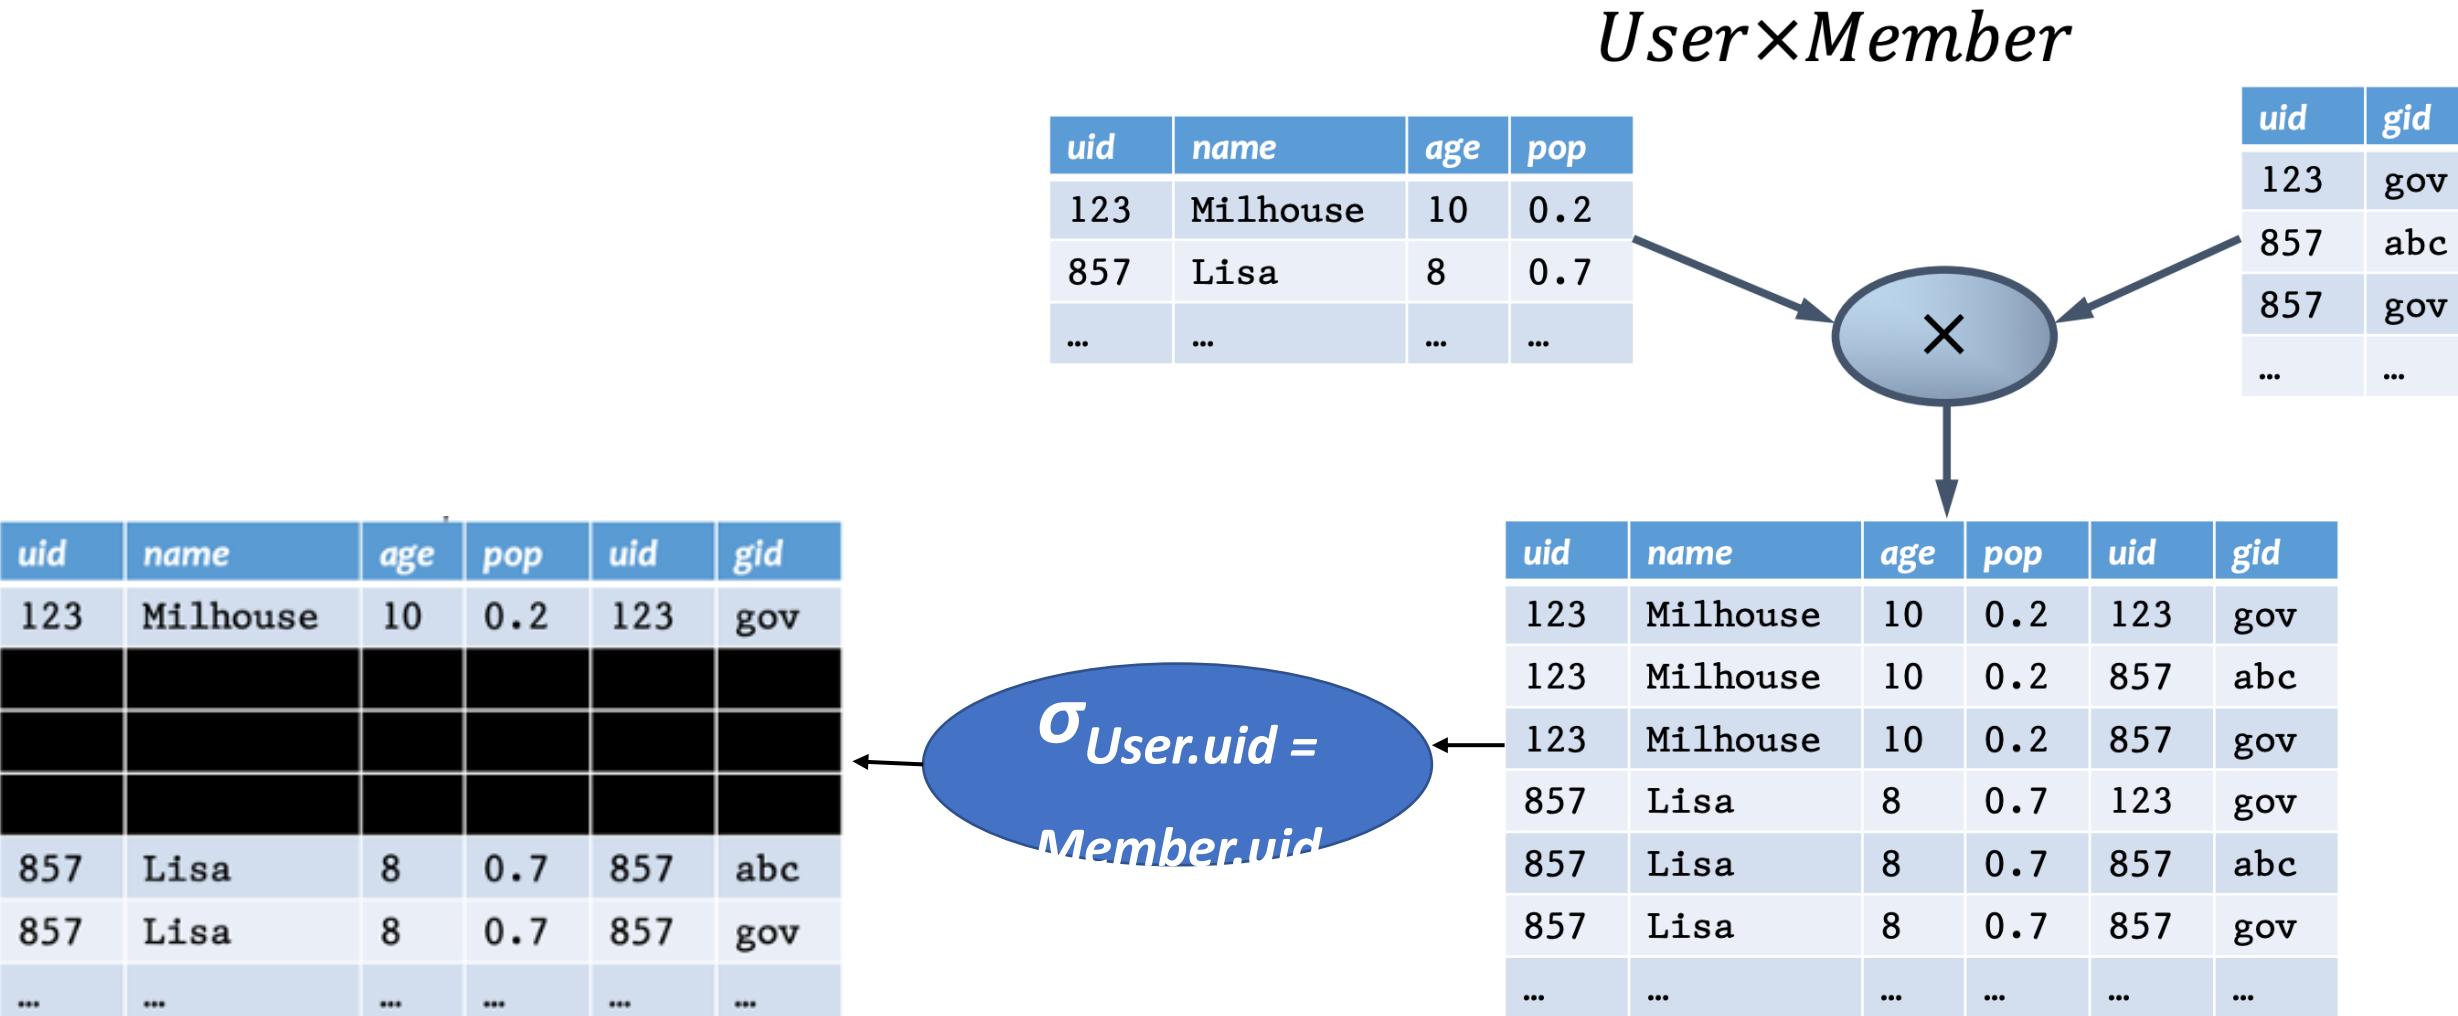 User×Member
uid name age pop
123 Milhouse 10 0.2
857 Lisa 8 0.7
... ... ... ...
uid gid
123 gov
857 abc
857 gov
... ...
×
uid name age pop uid gid
123 Milhouse 10 0.2 123 gov
123 Milhouse 10 0.2 857 abc
123 Milhouse 10 0.2 857 gov
857 Lisa 8 0.7 123 gov
857 Lisa 8 0.7 857 abc
857 Lisa 8 0.7 857 gov
... ... ... ... ... ...
σ User.uid =
Member.uid
uid name age pop uid gid
123 Milhouse 10 0.2 123 gov
857 Lisa 8 0.7 857 abc
857 Lisa 8 0.7 857 gov
... ... ... ... ... ...